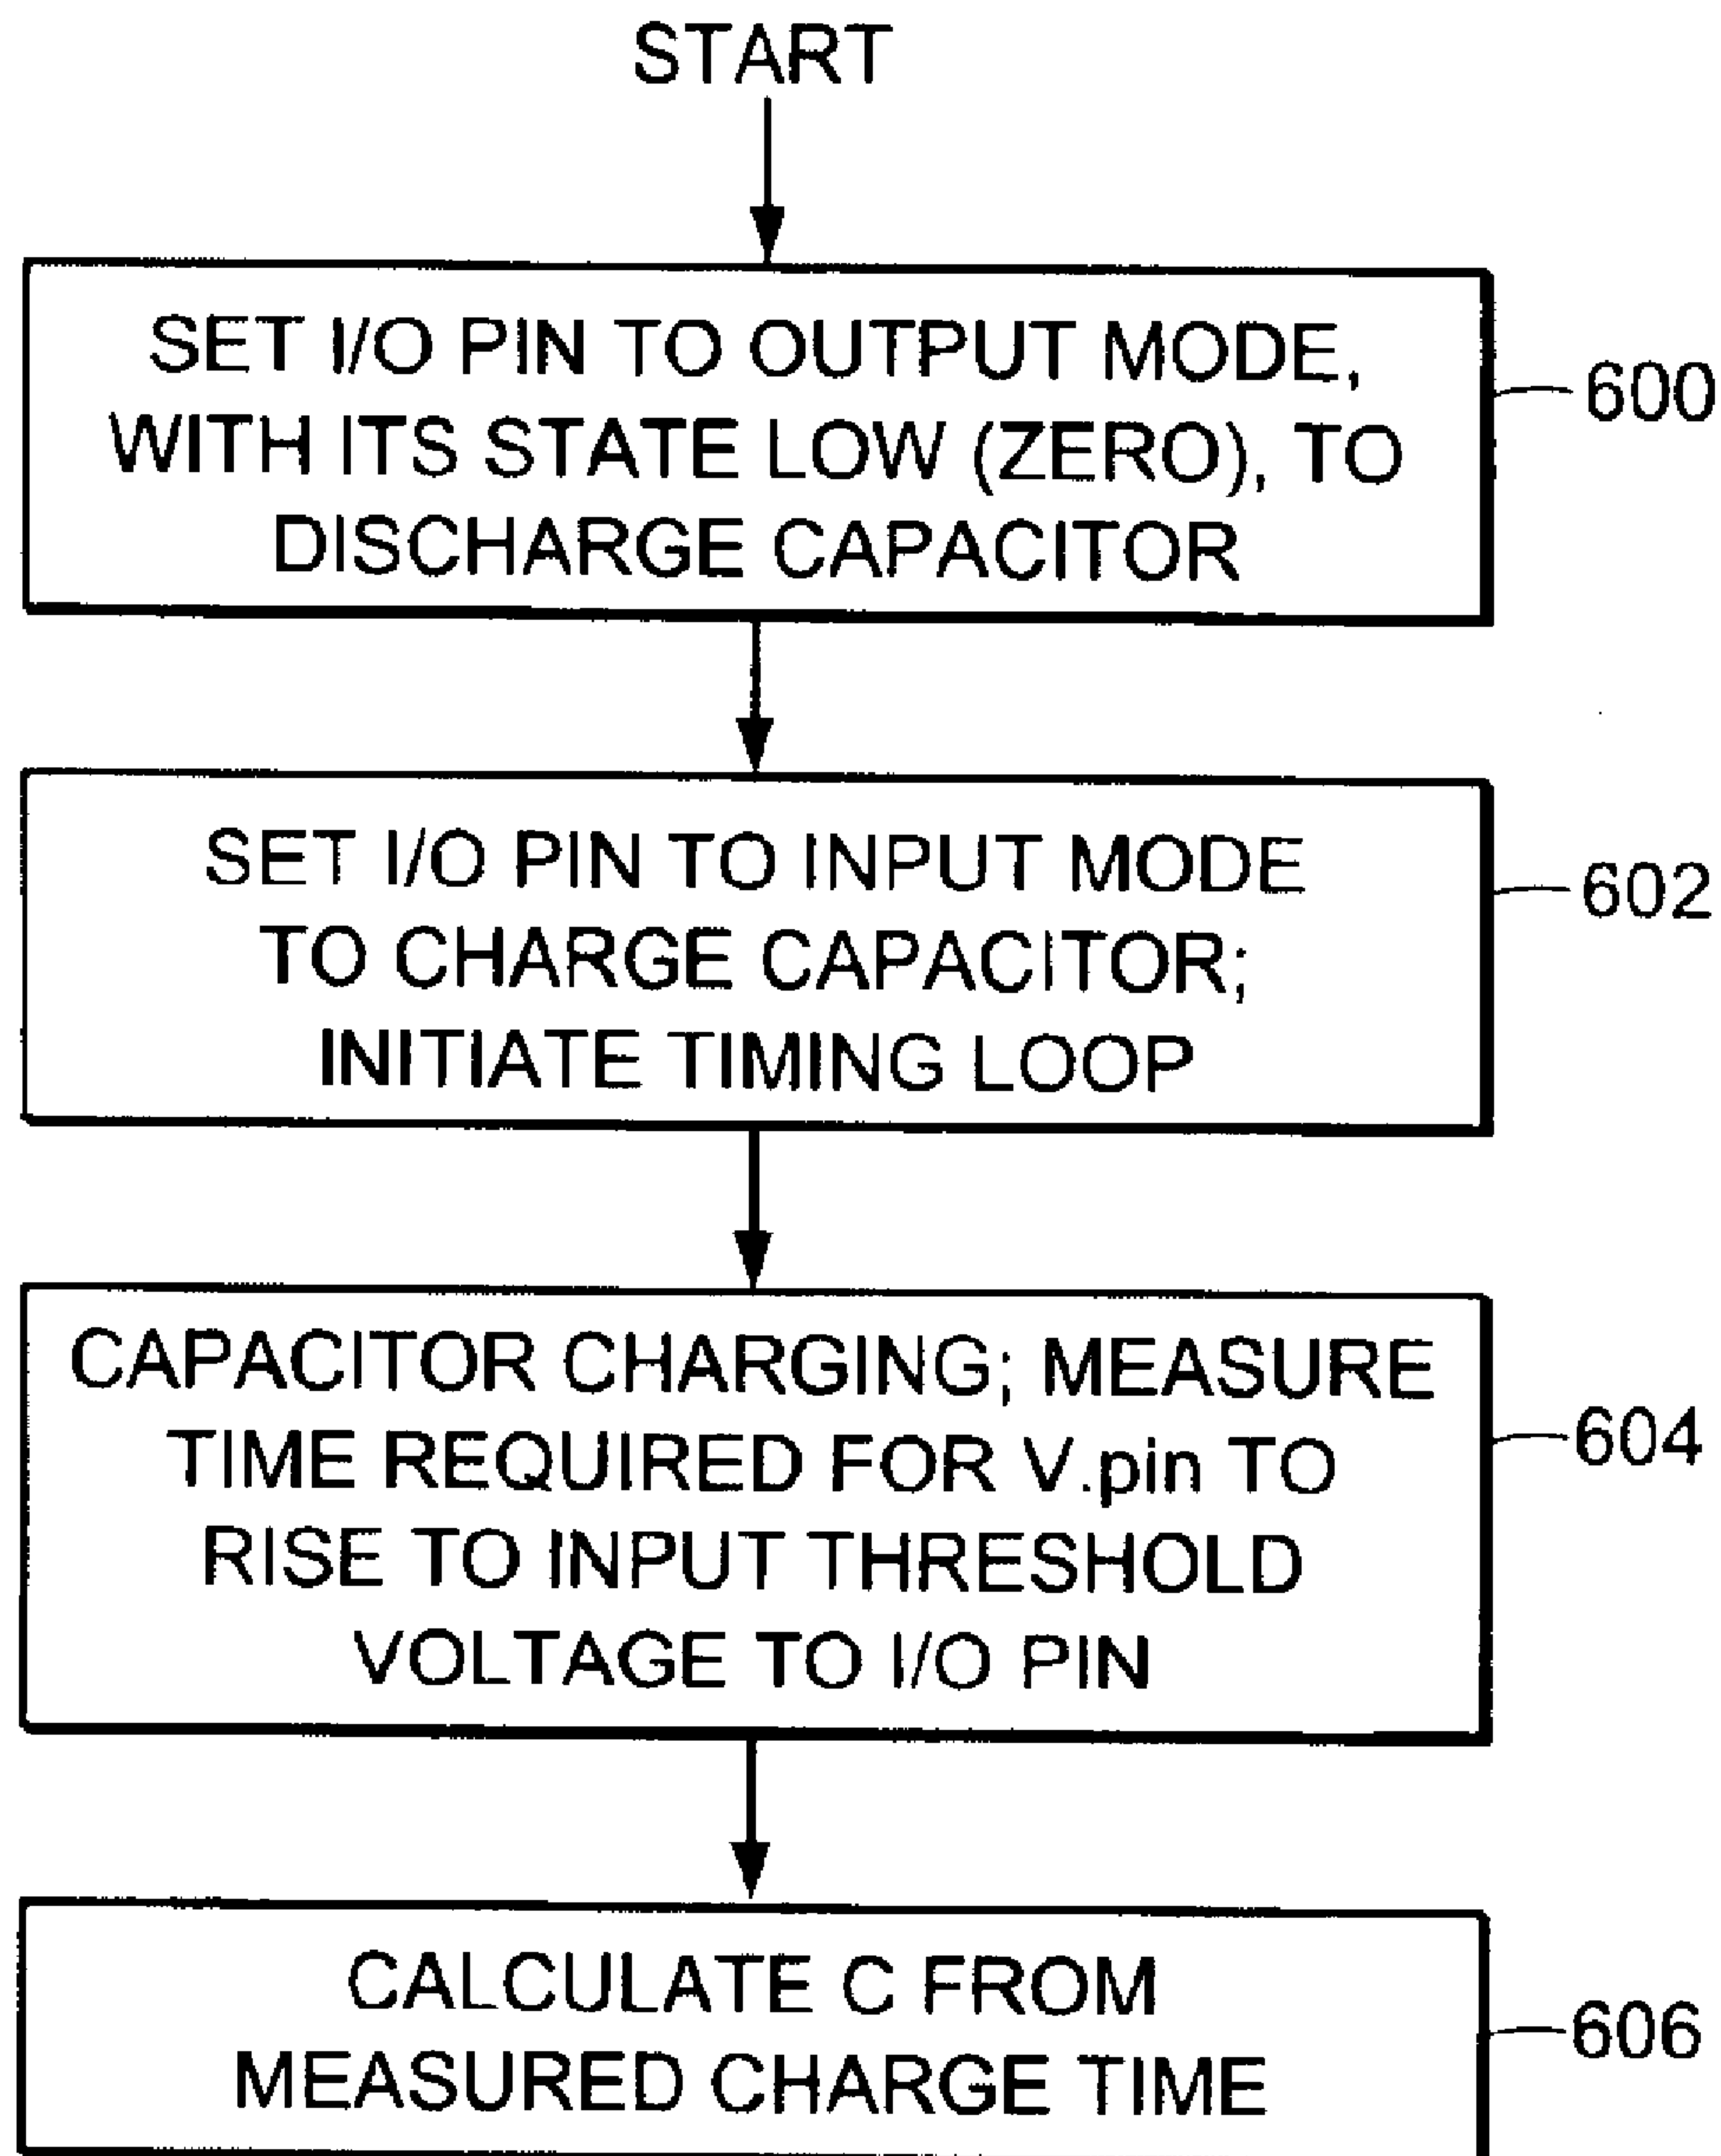 START
SET I/O PIN TO OUTPUT MODE,
WITH ITS STATE LOW (ZERO), TO
DISCHARGE CAPACITOR
600
SET I/O PIN TO INPUT MODE
TO CHARGE CAPACITOR;
INITIATE TIMING LOOP
602
CAPACITOR CHARGING; MEASURE
TIME REQUIRED FOR V.pin TO
RISE TO INPUT THRESHOLD
VOLTAGE TO I/O PIN
604
CALCULATE C FROM
MEASURED CHARGE TIME
606